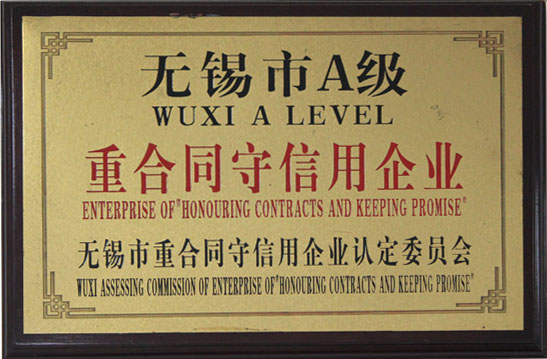 无锡市A级
WUXI A LEVEL
重合同守信用企业
ENTERPRISE OF"HONOURING CONTRACTS AND KEEPING PROMISE"
无锡市重合同守信用企业认定委员会
WUXI ASSESSING COMMISSION OF ENTERPRISE OF"HONOURING CONTRACTS AND KEEPING PROMISE"